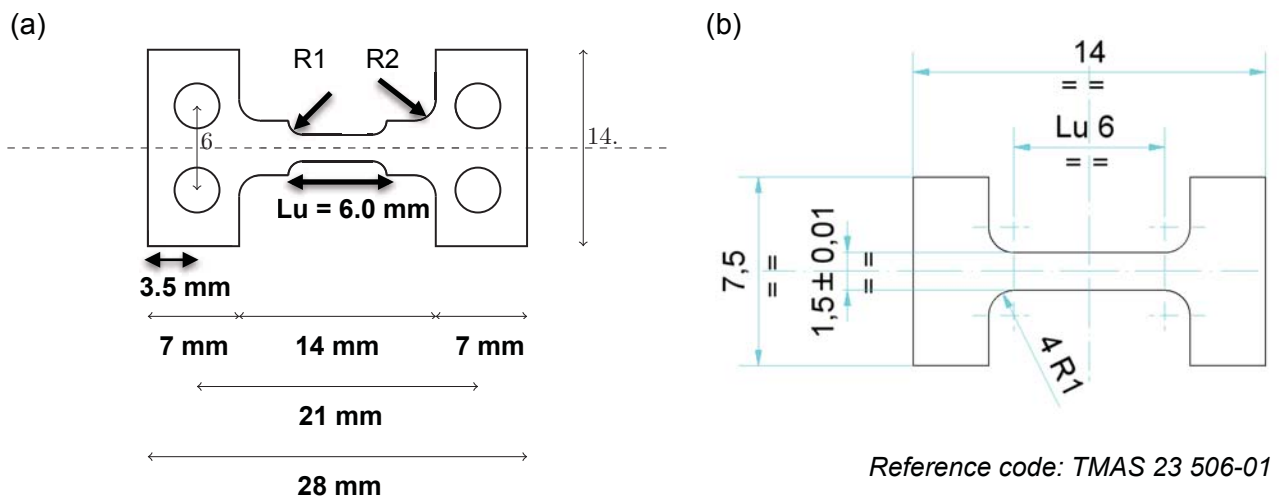 (a)
R1 R2
6
14.
Lu = 6.0 mm
3.5 mm
7 mm 14 mm 7 mm
21 mm
28 mm
(b)
14
= =
Lu 6
= =
7,5
= =
1,5± 0,01
= =
4 R1
Reference code: TMAS 23 506-01